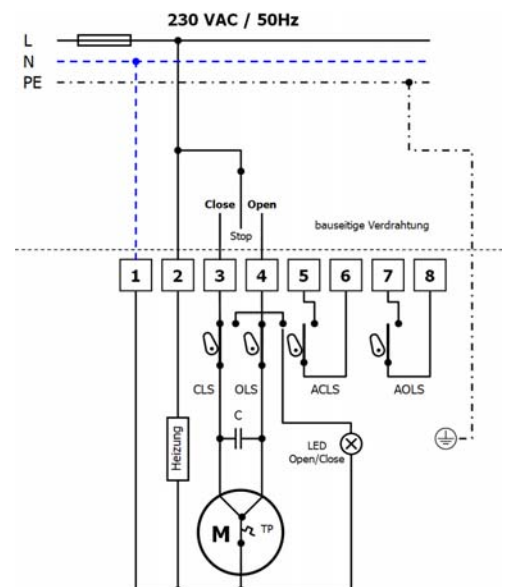 230 VAC / 50Hz
L
N
PE
Close Open
Stop
bauseitige Verdrahtung
1 2 3 4 5 6 7 8
CLS OLS ACLS AOLS
C
Heizung
LED
Open/Close
M TP